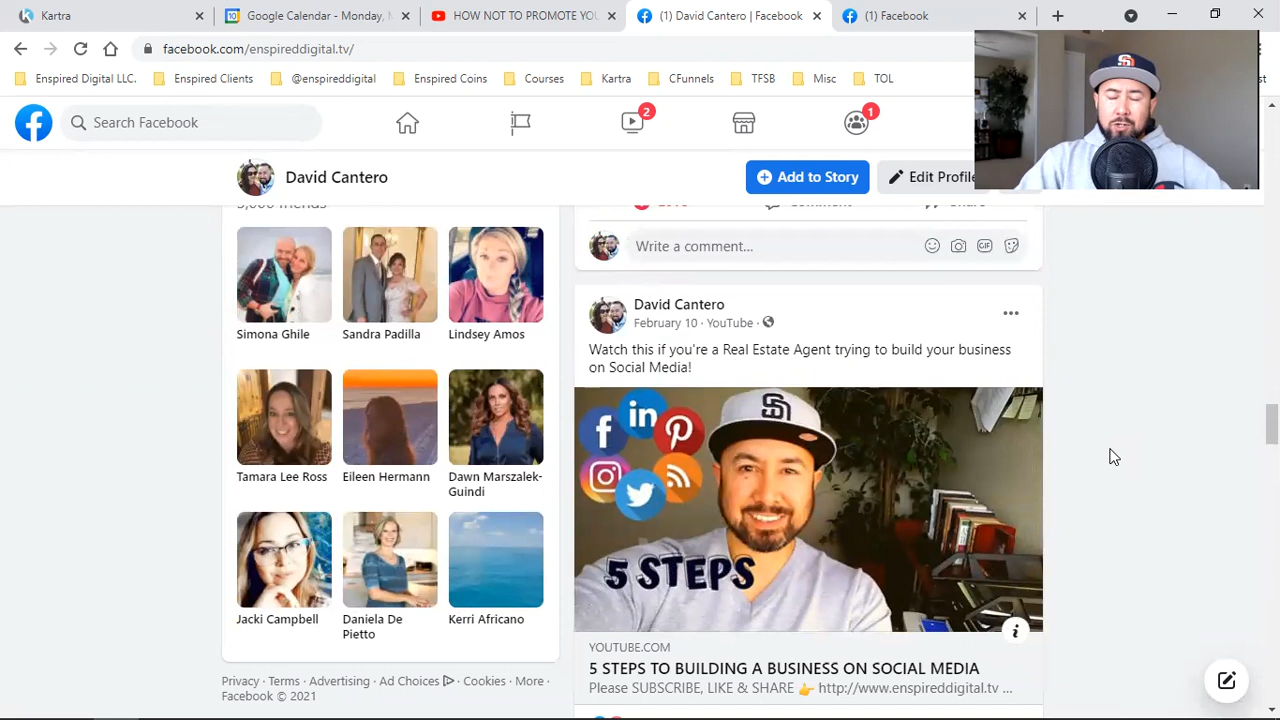 Kartra
Google Calendar - Monday, M
HOW NOT TO PROMOTE YOU
(1) David Cantero | Facebook
(1) Facebook
facebook.com/enspireddigital.tv/
Enspired Digital LLC.
Enspired Clients
@enspireddigital
Enspired Coins
Courses
Kartra
CFunnels
TFSB
Misc
TOL
Search Facebook
2
1
David Cantero
Add to Story
Edit Profile
Comment
Share
Write a comment...
GIF
Simona Ghile
Sandra Padilla
Lindsey Amos
Tamara Lee Ross
Eileen Hermann
Dawn Marszalek-
Guindi
Jacki Campbell
Daniela De
Pietto
Kerri Africano
Privacy · Terms · Advertising · Ad Choices · Cookies · More ·
Facebook © 2021
David Cantero
February 10 · YouTube ·
Watch this if you're a Real Estate Agent trying to build your business
on Social Media!
in
f
SD
5 STEPS
YOUTUBE.COM
5 STEPS TO BUILDING A BUSINESS ON SOCIAL MEDIA
Please SUBSCRIBE, LIKE & SHARE 👉 http://www.enspireddigital.tv ...